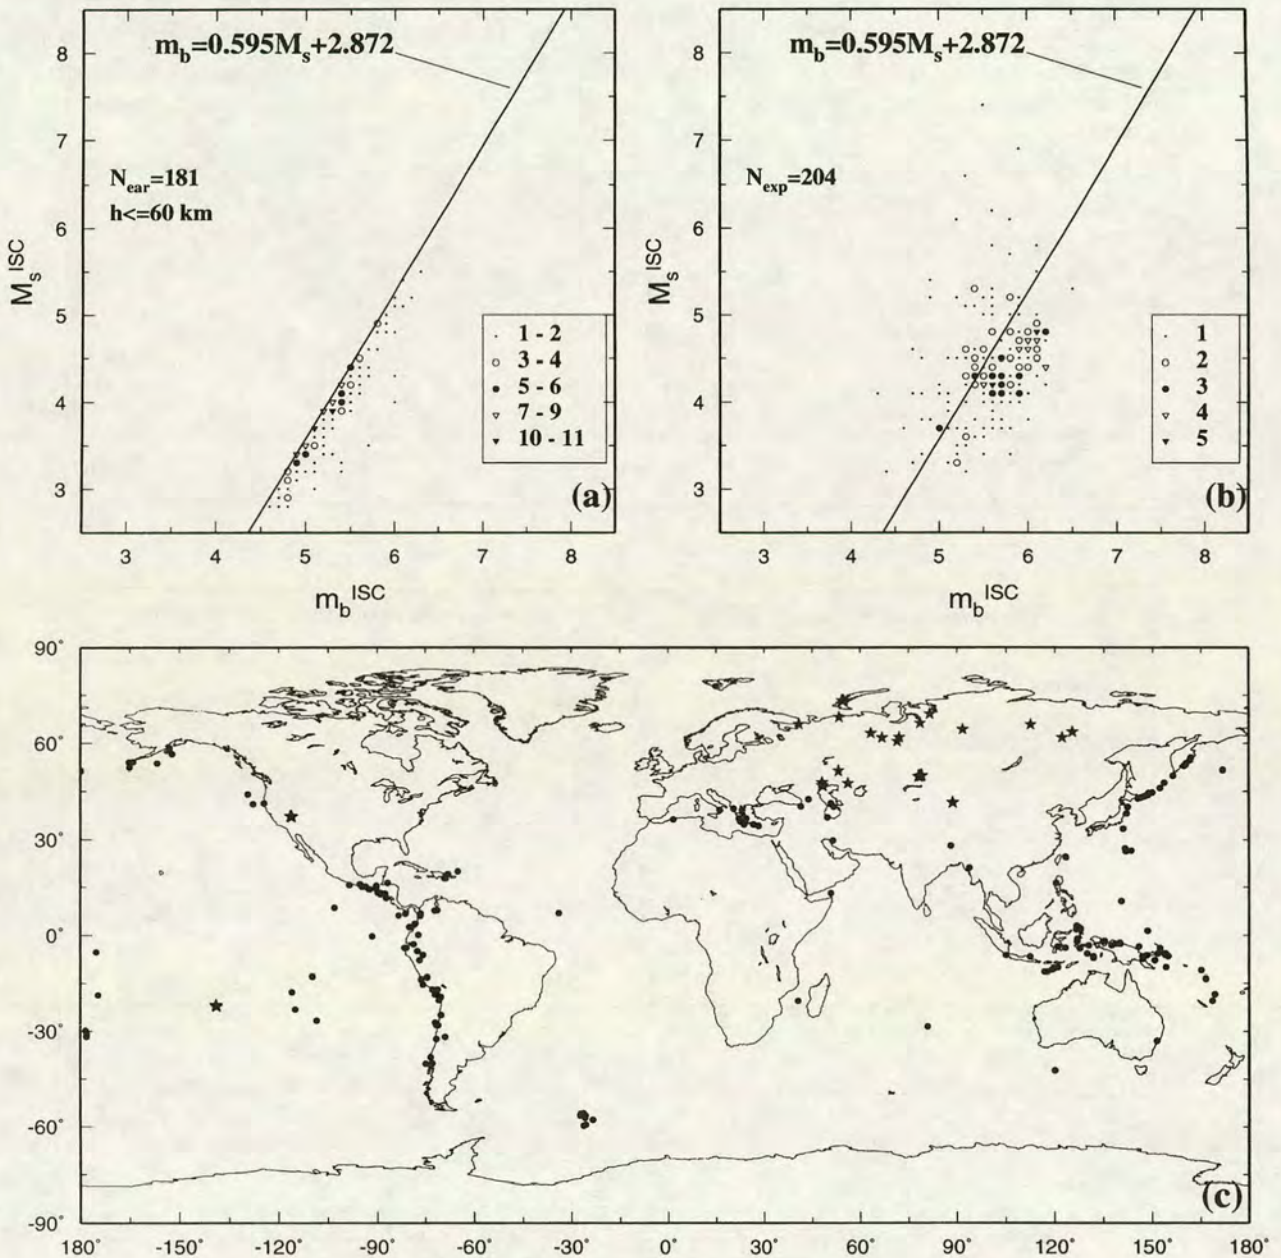 m_b=0.595M_s+2.872
N_ear=181
h<=60 km
8
7
6
5
4
3
M_s^ISC
1 - 2
3 - 4
5 - 6
7 - 9
10 - 11
(a)
3 4 5 6 7 8
m_b^ISC
m_b=0.595M_s+2.872
N_exp=204
8
7
6
5
4
3
M_s^ISC
1
2
3
4
5
(b)
3 4 5 6 7 8
m_b^ISC
90°
60°
30°
0°
-30°
-60°
-90°
(c)
180° -150° -120° -90° -60° -30° 0° 30° 60° 90° 120° 150° 180°